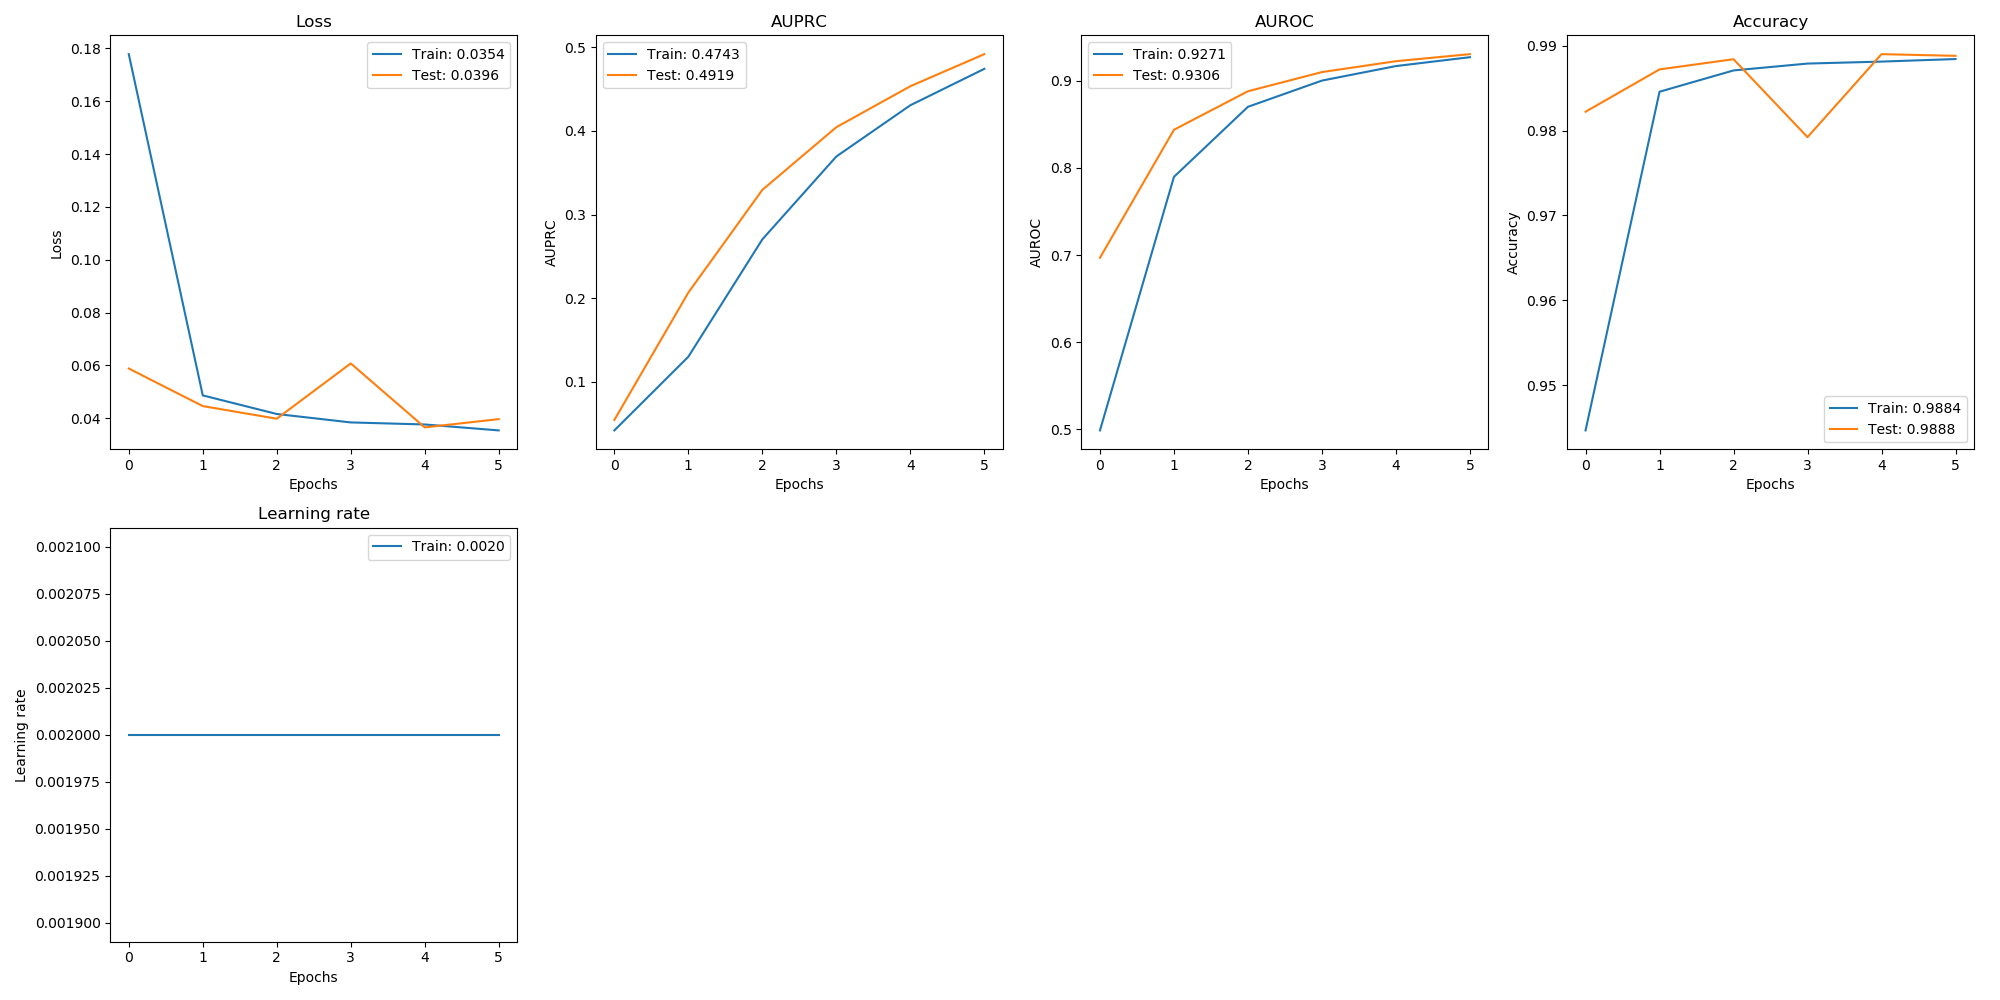 Loss
Train: 0.0354
Test: 0.0396
0.18
0.16
0.14
0.12
0.10
0.08
0.06
0.04
Loss
0 1 2 3 4 5
Epochs
AUPRC
Train: 0.4743
Test: 0.4919
0.5
0.4
0.3
0.2
0.1
AUPRC
0 1 2 3 4 5
Epochs
AUROC
Train: 0.9271
Test: 0.9306
0.9
0.8
0.7
0.6
0.5
AUROC
0 1 2 3 4 5
Epochs
Accuracy
0.99
0.98
0.97
0.96
0.95
Accuracy
Train: 0.9884
Test: 0.9888
0 1 2 3 4 5
Epochs
Learning rate
Train: 0.0020
0.002100
0.002075
0.002050
0.002025
0.002000
0.001975
0.001950
0.001925
0.001900
Learning rate
0 1 2 3 4 5
Epochs